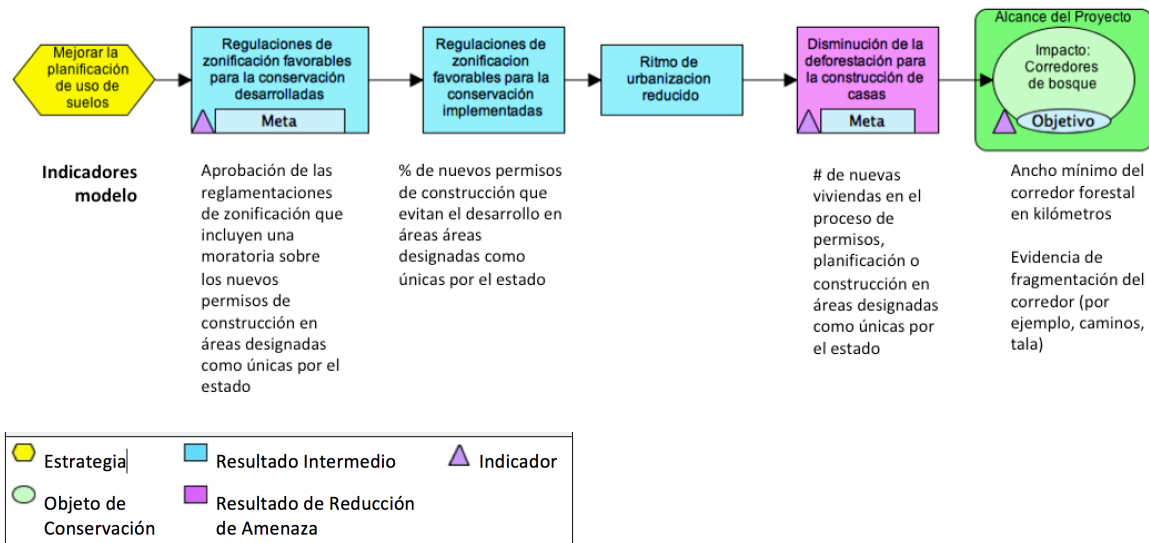 Mejorar la
planificación
de uso de
suelos
Regulaciones de
zonificación favorables
para la conservación
desarrolladas
Meta
Regulaciones de
zonificacion
favorables para la
conservación
implementadas
Ritmo de
urbanizacion
reducido
Disminución de la
deforestación para
la construcción de
casas
Meta
Alcance del Proyecto
Impacto:
Corredores
de bosque
Objetivo
Indicadores
modelo
Aprobación de las
reglamentaciones
de zonificación que
incluyen una
moratoria sobre
los nuevos
permisos de
construcción en
áreas designadas
como únicas por el
estado
% de nuevos permisos
de construcción que
evitan el desarrollo en
áreas áreas
designadas como
únicas por el estado
# de nuevas
viviendas en el
proceso de
permisos,
planificación o
construcción en
áreas designadas
como únicas por
el estado
Ancho mínimo del
corredor forestal
en kilómetros
Evidencia de
fragmentación del
corredor (por
ejemplo, caminos,
tala)
Estrategia
Resultado Intermedio
Indicador
Objeto de
Conservación
Resultado de Reducción
de Amenaza